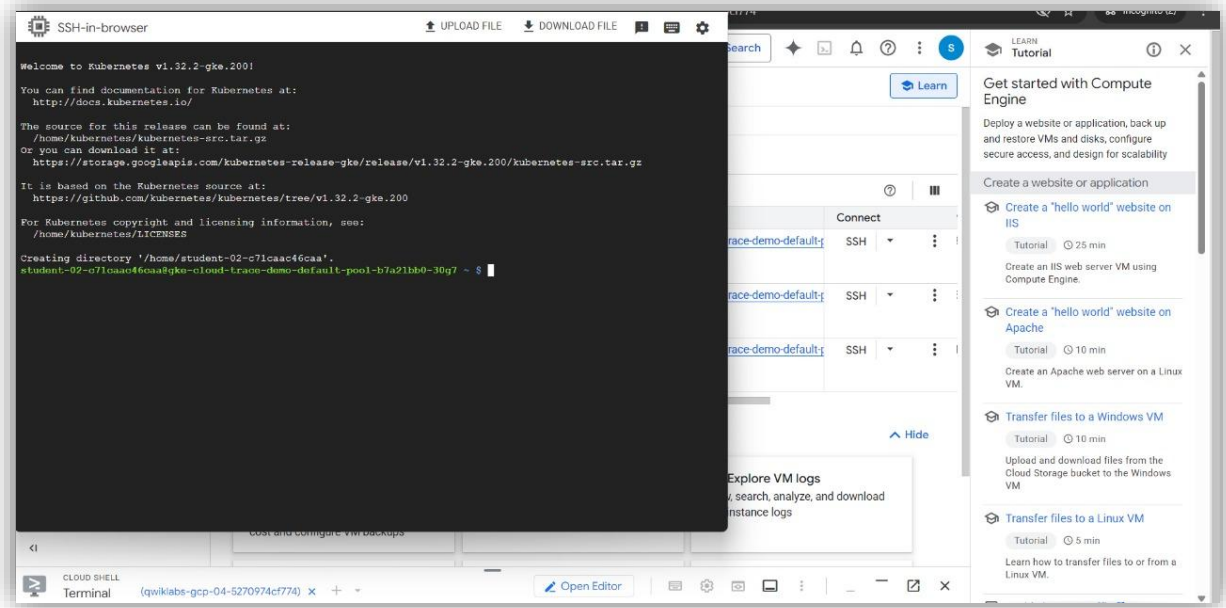 SSH-in-browser
UPLOAD FILE
DOWNLOAD FILE
Welcome to Kubernetes v1.32.2-gke.200!
You can find documentation for Kubernetes at:
http://docs.kubernetes.io/
The source for this release can be found at:
/home/kubernetes/kubernetes-src.tar.gz
Or you can download it at:
https://storage.googleapis.com/kubernetes-release-gke/release/v1.32.2-gke.200/kubernetes-src.tar.gz
It is based on the Kubernetes source at:
https://github.com/kubernetes/kubernetes/tree/v1.32.2-gke.200
For Kubernetes copyright and licensing information, see:
/home/kubernetes/LICENSES
Creating directory '/home/student-02-c71caac46caa'.
student-02-c71caac46caa@gke-cloud-trace-demo-default-pool-b7a21bb0-30g7 ~ $
Search
S
Learn
Connect
race-demo-default-p
SSH
race-demo-default-p
SSH
race-demo-default-p
SSH
Hide
Explore VM logs
, search, analyze, and download
instance logs
cost and configure VM backups
LEARN
Tutorial
Get started with Compute
Engine
Deploy a website or application, back up
and restore VMs and disks, configure
secure access, and design for scalability
Create a website or application
Create a "hello world" website on
IIS
Tutorial 25 min
Create an IIS web server VM using
Compute Engine.
Create a "hello world" website on
Apache
Tutorial 10 min
Create an Apache web server on a Linux
VM.
Transfer files to a Windows VM
Tutorial 10 min
Upload and download files from the
Cloud Storage bucket to the Windows
VM
Transfer files to a Linux VM
Tutorial 5 min
Learn how to transfer files to or from a
Linux VM.
CLOUD SHELL
Terminal
(qwiklabs-gcp-04-5270974cf774)
Open Editor